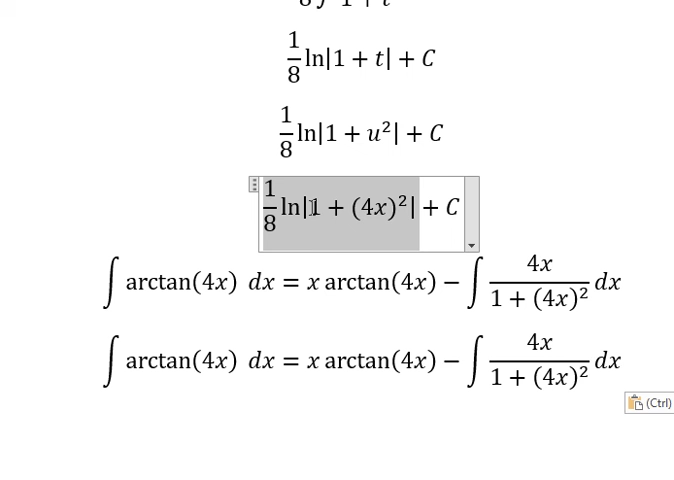 1/8 ln|1 + t| + C
1/8 ln|1 + u²| + C
1/8 ln|1 + (4x)²| + C
∫ arctan(4x) dx = x arctan(4x) − ∫ 4x/(1 + (4x)²) dx
∫ arctan(4x) dx = x arctan(4x) − ∫ 4x/(1 + (4x)²) dx
(Ctrl)